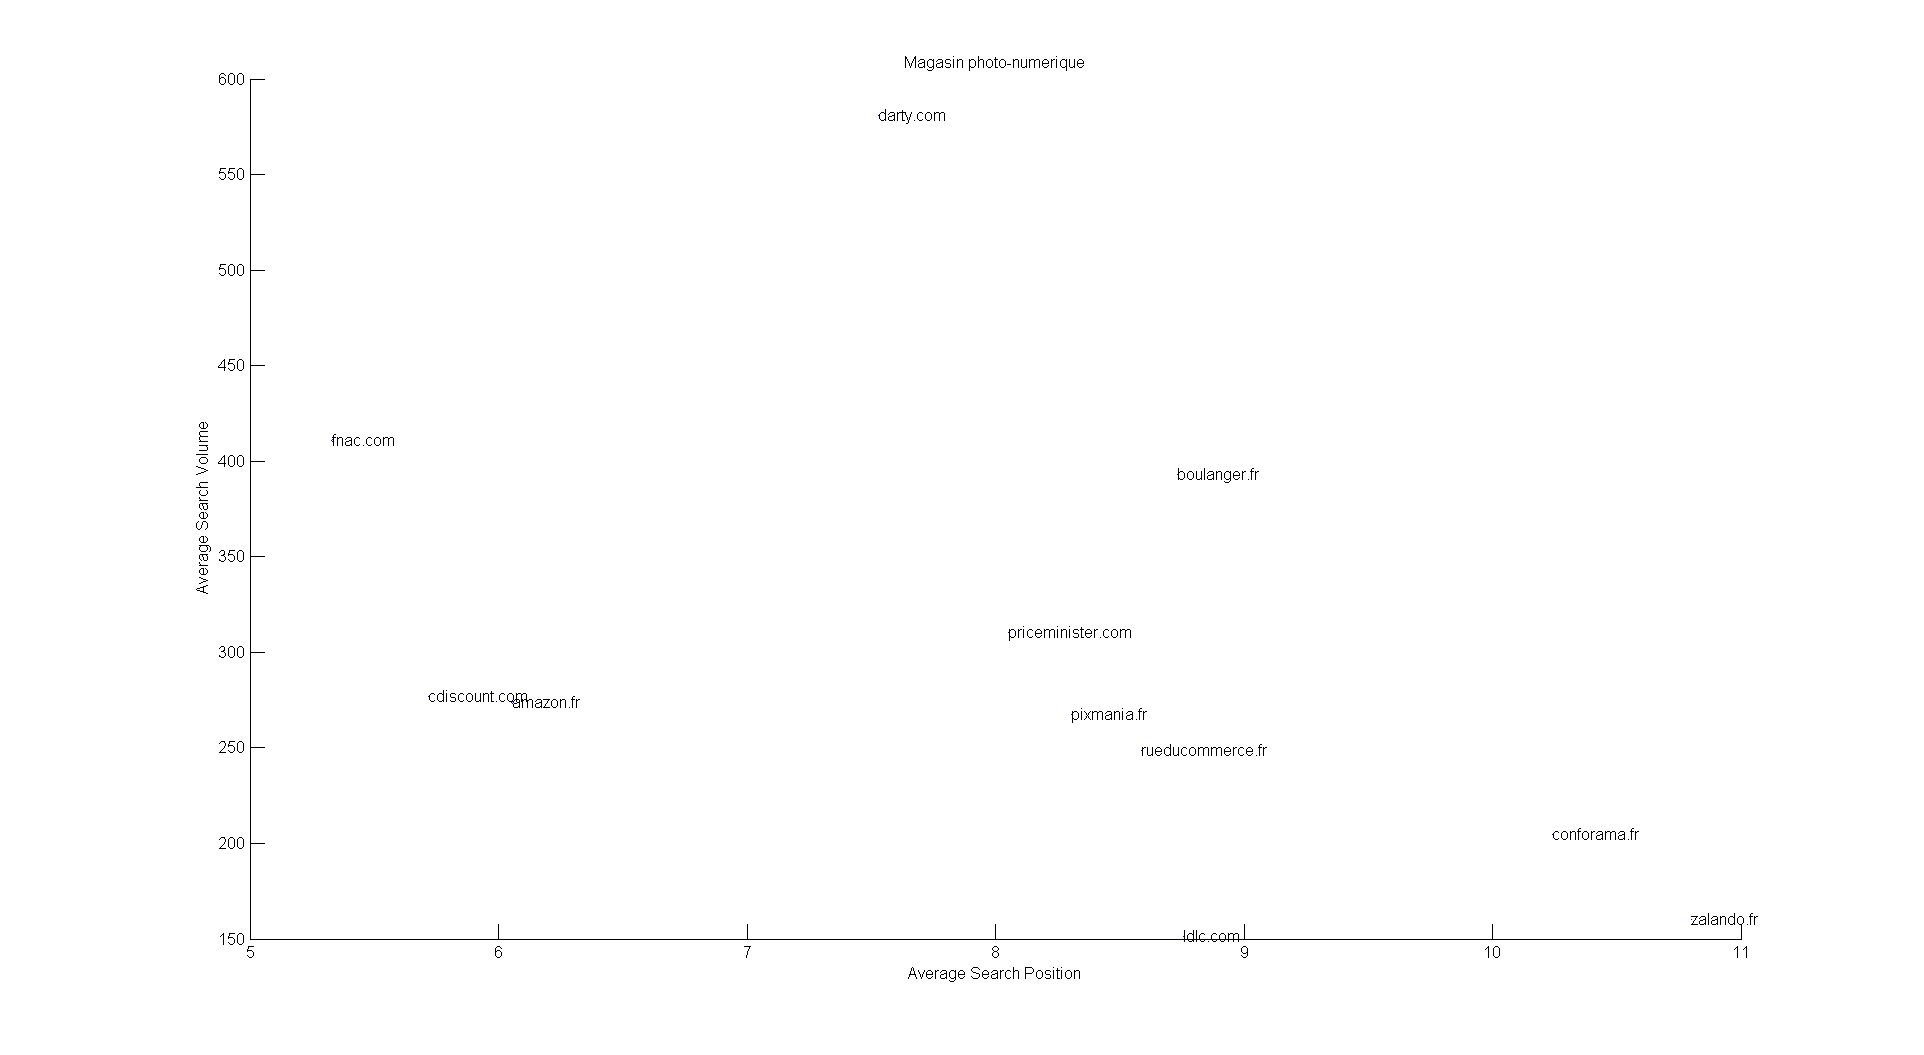 Magasin photo-numerique
600
darty.com
550
500
450
fnac.com
400
boulanger.fr
Average Search Volume
350
priceminister.com
300
cdiscount.com
amazon.fr
pixmania.fr
250
rueducommerce.fr
200
conforama.fr
zalando.fr
150
ldlc.com
5 6 7 8 9 10 11
Average Search Position